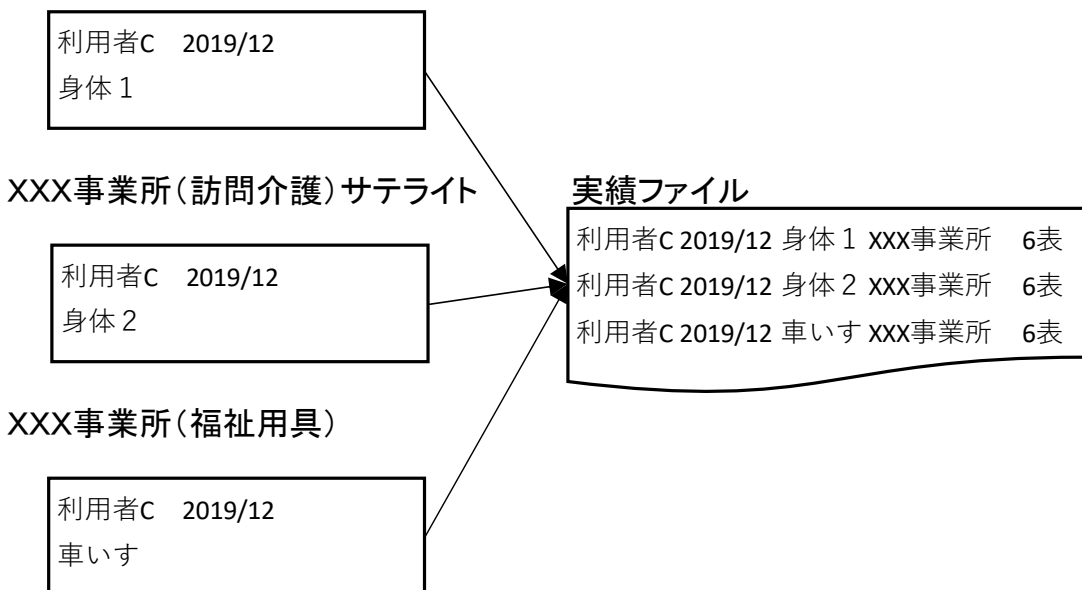 利用者C　2019/12
身体１
XXX事業所（訪問介護）サテライト
利用者C　2019/12
身体２
XXX事業所（福祉用具）
利用者C　2019/12
車いす
実績ファイル
利用者C 2019/12 身体１ XXX事業所　6表
利用者C 2019/12 身体２ XXX事業所　6表
利用者C 2019/12 車いす XXX事業所　6表